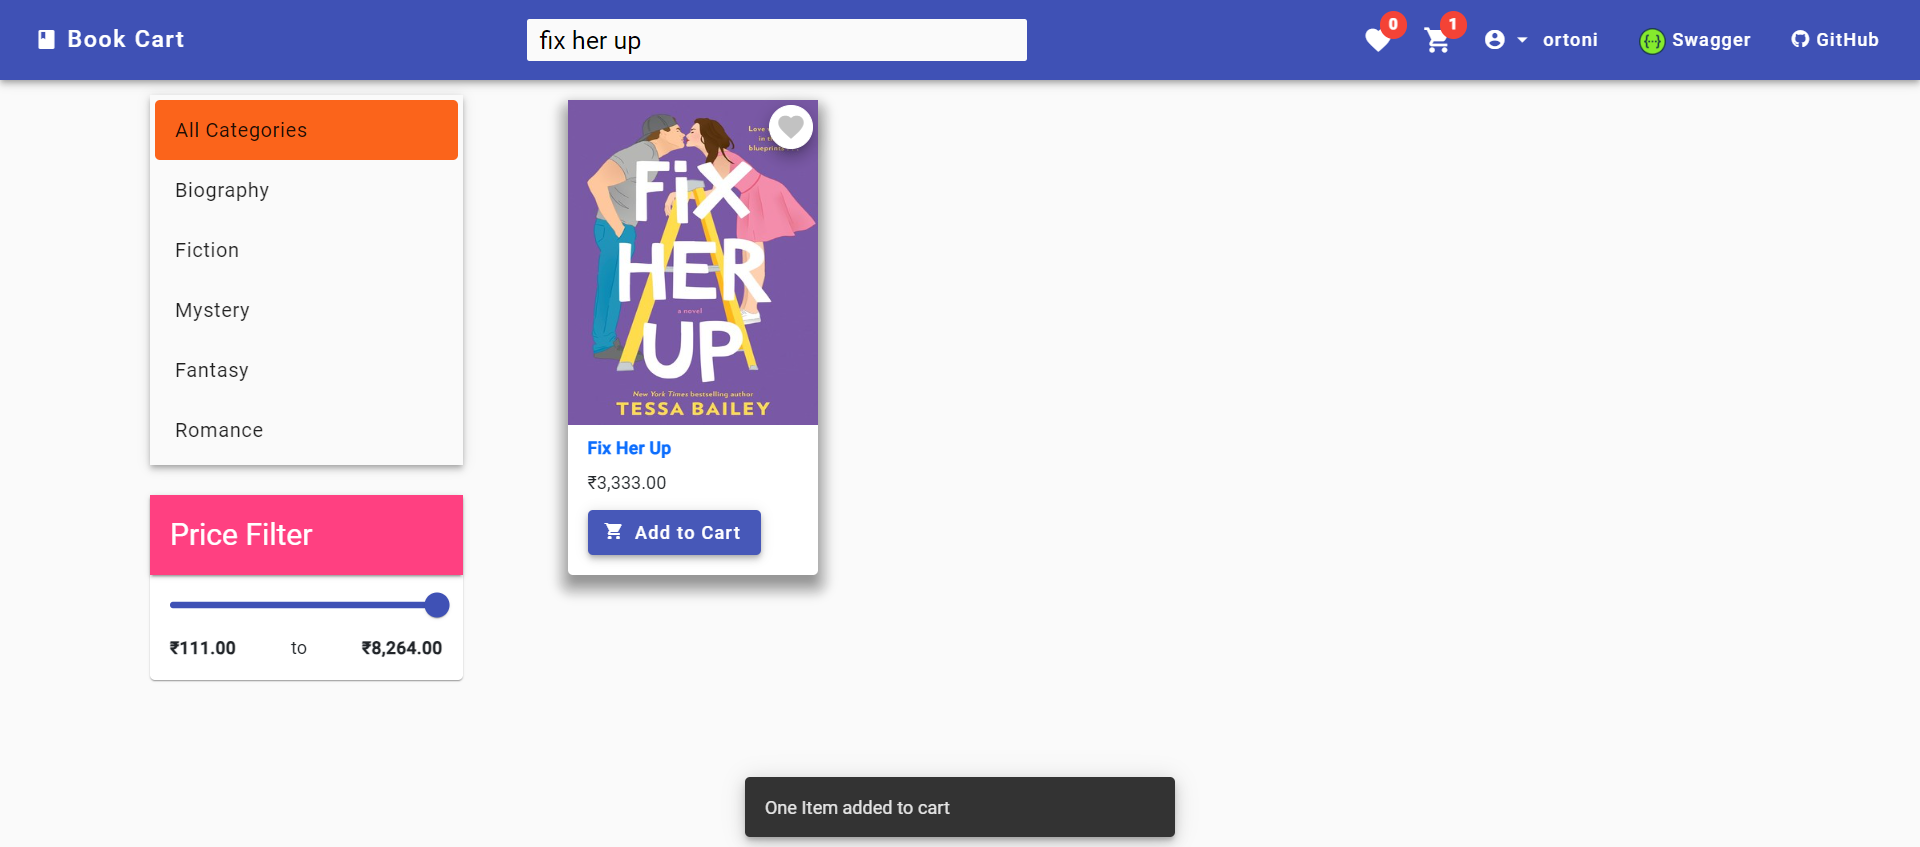 Book Cart
fix her up
0
1
ortoni
Swagger
GitHub
All Categories
Biography
Fiction
Mystery
Fantasy
Romance
Price Filter
₹111.00 to ₹8,264.00
Love
in
blueprint
FiX
HER
a novel
UP
New York Times bestselling author
TESSA BAILEY
Fix Her Up
₹3,333.00
Add to Cart
One Item added to cart